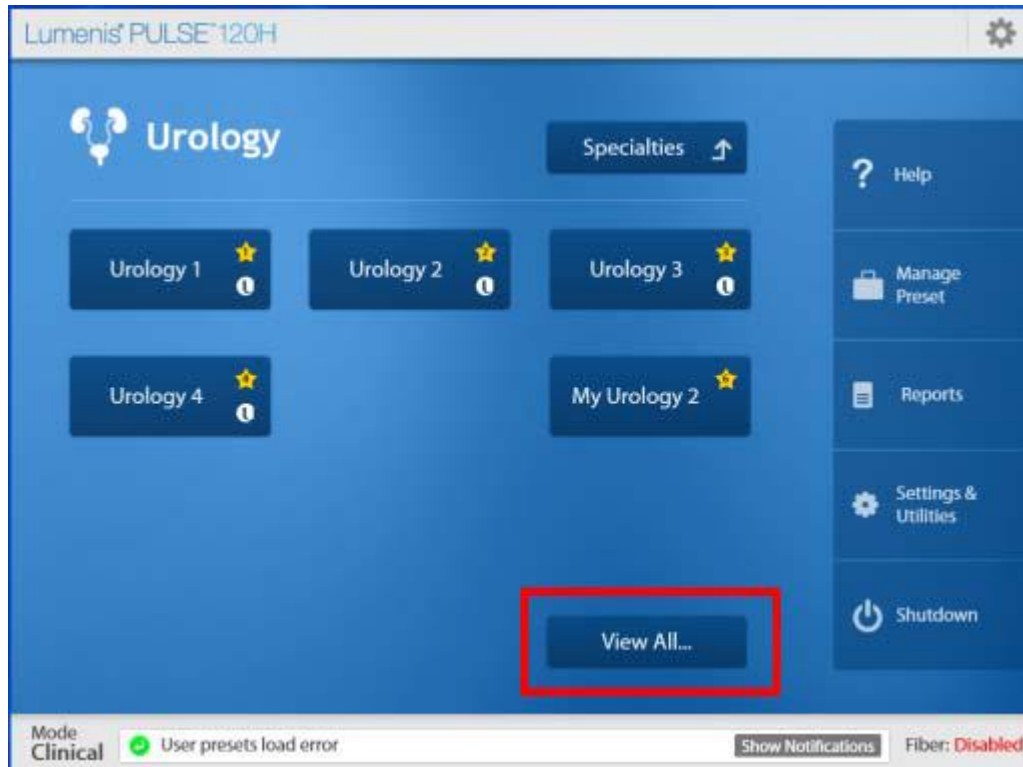 Lumenis® PULSE™ 120H
Urology
Specialties
Help
Urology 1
Urology 2
Urology 3
Manage
Preset
Urology 4
My Urology 2
Reports
Settings &
Utilities
View All...
Shutdown
Mode
Clinical
User presets load error
Show Notifications
Fiber: Disabled